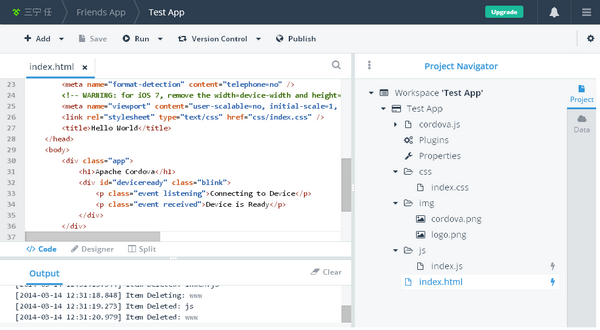 三宁 任 Friends App Test App Upgrade
Add Save Run Version Control Publish
index.html
23 <meta name="format-detection" content="telephone=no" />
24 <!-- WARNING: for iOS 7, remove the width=device-width and height=
25 <meta name="viewport" content="user-scalable=no, initial-scale=1,
26 <link rel="stylesheet" type="text/css" href="css/index.css" />
27 <title>Hello World</title>
28 </head>
29 <body>
30 <div class="app">
31 <h1>Apache Cordova</h1>
32 <div id="deviceready" class="blink">
33 <p class="event listening">Connecting to Device</p>
34 <p class="event received">Device is Ready</p>
35 </div>
36 </div>
37
Code Designer Split
Output Clear
[2014-03-14 12:31:18.848] Item Deleting: www
[2014-03-14 12:31:19.273] Item Deleted: js
[2014-03-14 12:31:20.979] Item Deleted: www
Project Navigator
Workspace 'Test App'
Test App
cordova.js
Plugins
Properties
css
index.css
img
cordova.png
logo.png
js
index.js
index.html
Project
Data